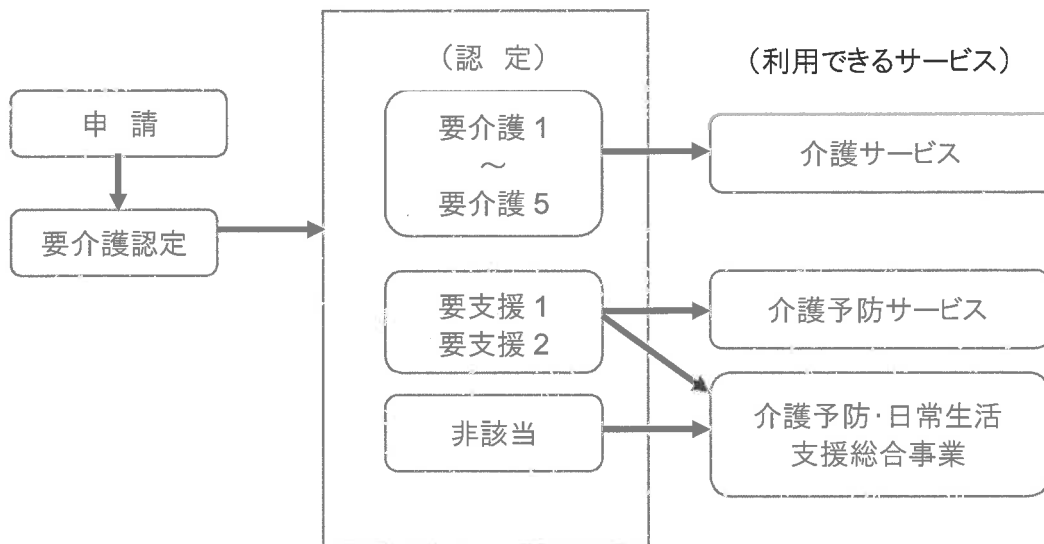 (認 定)
(利用できるサービス)
申 請
要介護認定
要介護 1
~
要介護 5
要支援 1
要支援 2
非該当
介護サービス
介護予防サービス
介護予防・日常生活
支援総合事業